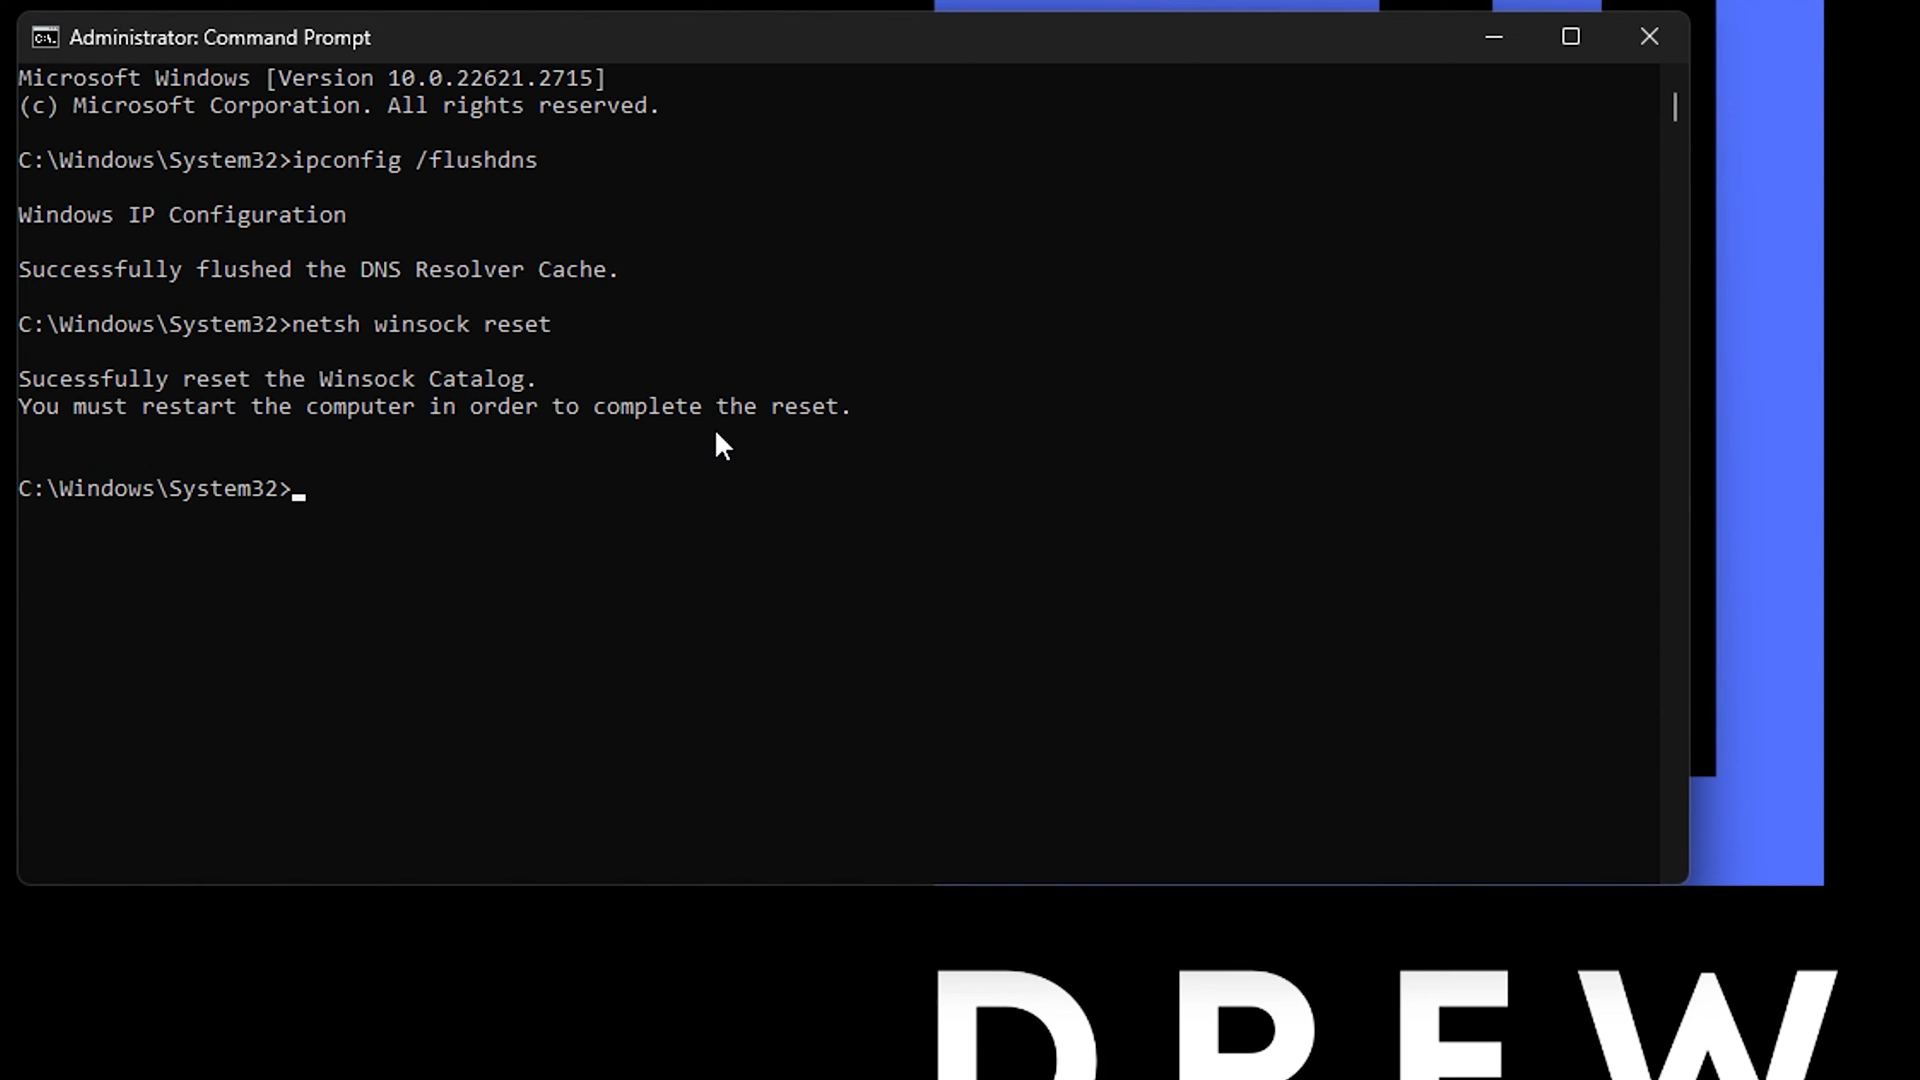 Administrator: Command Prompt
Microsoft Windows [Version 10.0.22621.2715]
(c) Microsoft Corporation. All rights reserved.
C:\Windows\System32>ipconfig /flushdns
Windows IP Configuration
Successfully flushed the DNS Resolver Cache.
C:\Windows\System32>netsh winsock reset
Sucessfully reset the Winsock Catalog.
You must restart the computer in order to complete the reset.
C:\Windows\System32>
DREW